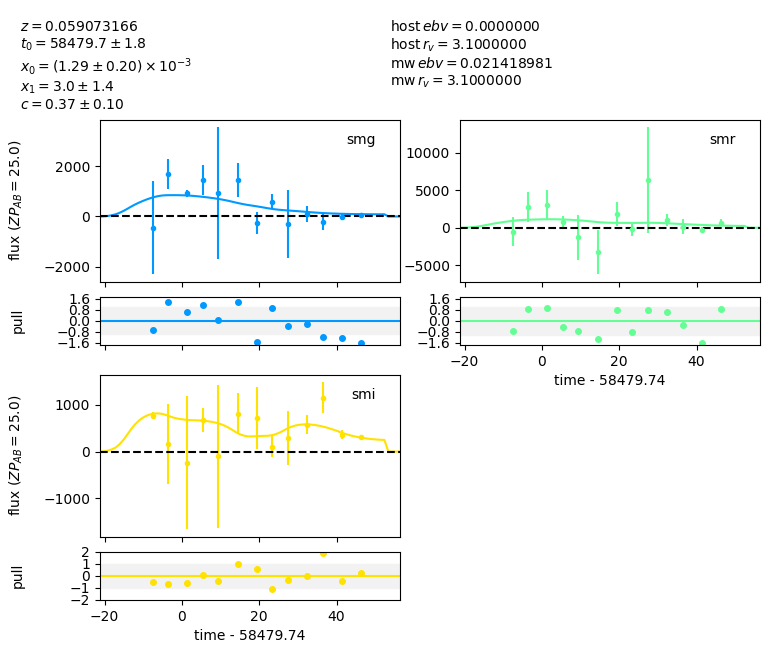 z = 0.059073166
t₀ = 58479.7 ± 1.8
x₀ = (1.29 ± 0.20) × 10⁻³
x₁ = 3.0 ± 1.4
c = 0.37 ± 0.10
host ebv = 0.0000000
host r_v = 3.1000000
mw ebv = 0.021418981
mw r_v = 3.1000000
flux (ZP_AB = 25.0)
2000
0
−2000
smg
10000
5000
0
−5000
smr
pull
1.6
0.8
0.0
−0.8
−1.6
1.6
0.8
0.0
−0.8
−1.6
−20 0 20 40
time - 58479.74
flux (ZP_AB = 25.0)
1000
0
−1000
smi
pull
2
1
0
−1
−2
−20 0 20 40
time - 58479.74